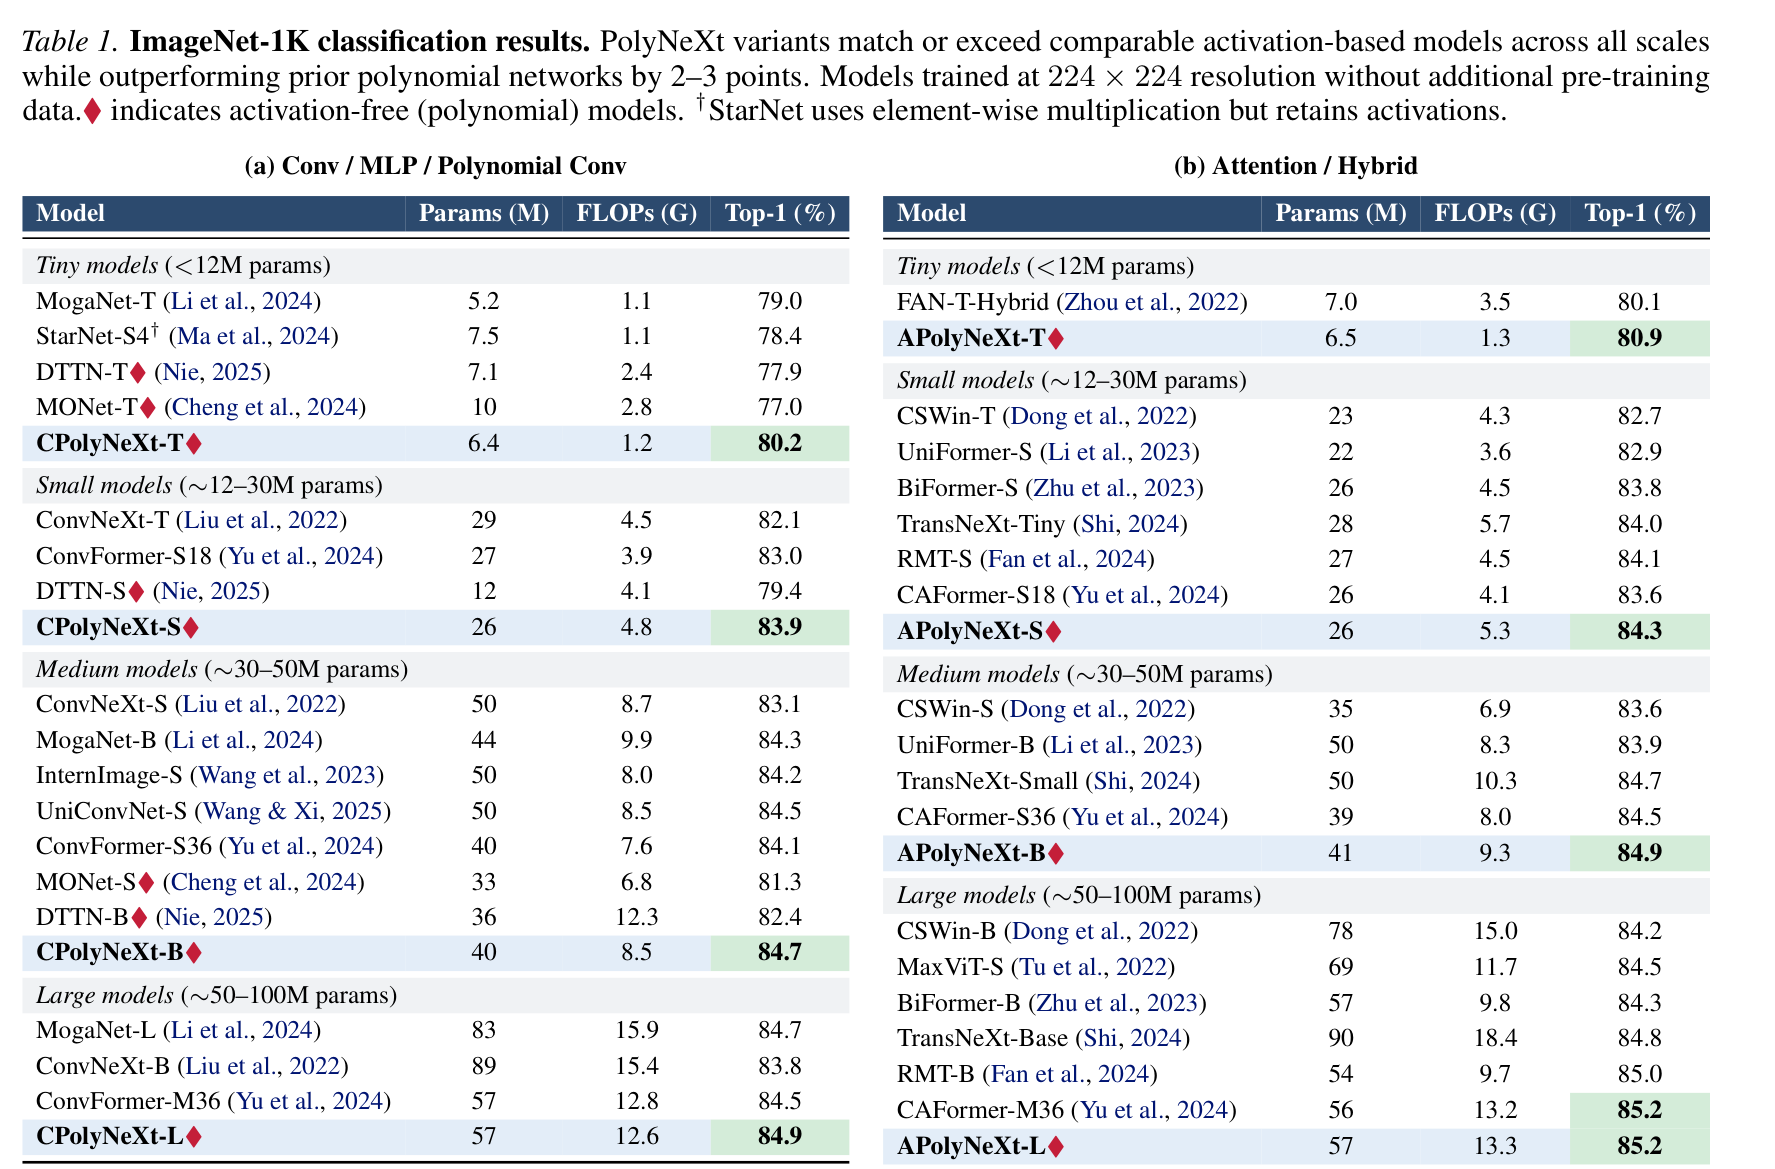 Table 1. ImageNet-1K classification results. PolyNeXt variants match or exceed comparable activation-based models across all scales
while outperforming prior polynomial networks by 2–3 points. Models trained at 224 × 224 resolution without additional pre-training
data.♦ indicates activation-free (polynomial) models. †StarNet uses element-wise multiplication but retains activations.
(a) Conv / MLP / Polynomial Conv
Model Params (M) FLOPs (G) Top-1 (%)
Tiny models (<12M params)
MogaNet-T (Li et al., 2024) 5.2 1.1 79.0
StarNet-S4† (Ma et al., 2024) 7.5 1.1 78.4
DTTN-T♦ (Nie, 2025) 7.1 2.4 77.9
MONet-T♦ (Cheng et al., 2024) 10 2.8 77.0
CPolyNeXt-T♦ 6.4 1.2 80.2
Small models (∼12–30M params)
ConvNeXt-T (Liu et al., 2022) 29 4.5 82.1
ConvFormer-S18 (Yu et al., 2024) 27 3.9 83.0
DTTN-S♦ (Nie, 2025) 12 4.1 79.4
CPolyNeXt-S♦ 26 4.8 83.9
Medium models (∼30–50M params)
ConvNeXt-S (Liu et al., 2022) 50 8.7 83.1
MogaNet-B (Li et al., 2024) 44 9.9 84.3
InternImage-S (Wang et al., 2023) 50 8.0 84.2
UniConvNet-S (Wang & Xi, 2025) 50 8.5 84.5
ConvFormer-S36 (Yu et al., 2024) 40 7.6 84.1
MONet-S♦ (Cheng et al., 2024) 33 6.8 81.3
DTTN-B♦ (Nie, 2025) 36 12.3 82.4
CPolyNeXt-B♦ 40 8.5 84.7
Large models (∼50–100M params)
MogaNet-L (Li et al., 2024) 83 15.9 84.7
ConvNeXt-B (Liu et al., 2022) 89 15.4 83.8
ConvFormer-M36 (Yu et al., 2024) 57 12.8 84.5
CPolyNeXt-L♦ 57 12.6 84.9
(b) Attention / Hybrid
Model Params (M) FLOPs (G) Top-1 (%)
Tiny models (<12M params)
FAN-T-Hybrid (Zhou et al., 2022) 7.0 3.5 80.1
APolyNeXt-T♦ 6.5 1.3 80.9
Small models (∼12–30M params)
CSWin-T (Dong et al., 2022) 23 4.3 82.7
UniFormer-S (Li et al., 2023) 22 3.6 82.9
BiFormer-S (Zhu et al., 2023) 26 4.5 83.8
TransNeXt-Tiny (Shi, 2024) 28 5.7 84.0
RMT-S (Fan et al., 2024) 27 4.5 84.1
CAFormer-S18 (Yu et al., 2024) 26 4.1 83.6
APolyNeXt-S♦ 26 5.3 84.3
Medium models (∼30–50M params)
CSWin-S (Dong et al., 2022) 35 6.9 83.6
UniFormer-B (Li et al., 2023) 50 8.3 83.9
TransNeXt-Small (Shi, 2024) 50 10.3 84.7
CAFormer-S36 (Yu et al., 2024) 39 8.0 84.5
APolyNeXt-B♦ 41 9.3 84.9
Large models (∼50–100M params)
CSWin-B (Dong et al., 2022) 78 15.0 84.2
MaxViT-S (Tu et al., 2022) 69 11.7 84.5
BiFormer-B (Zhu et al., 2023) 57 9.8 84.3
TransNeXt-Base (Shi, 2024) 90 18.4 84.8
RMT-B (Fan et al., 2024) 54 9.7 85.0
CAFormer-M36 (Yu et al., 2024) 56 13.2 85.2
APolyNeXt-L♦ 57 13.3 85.2